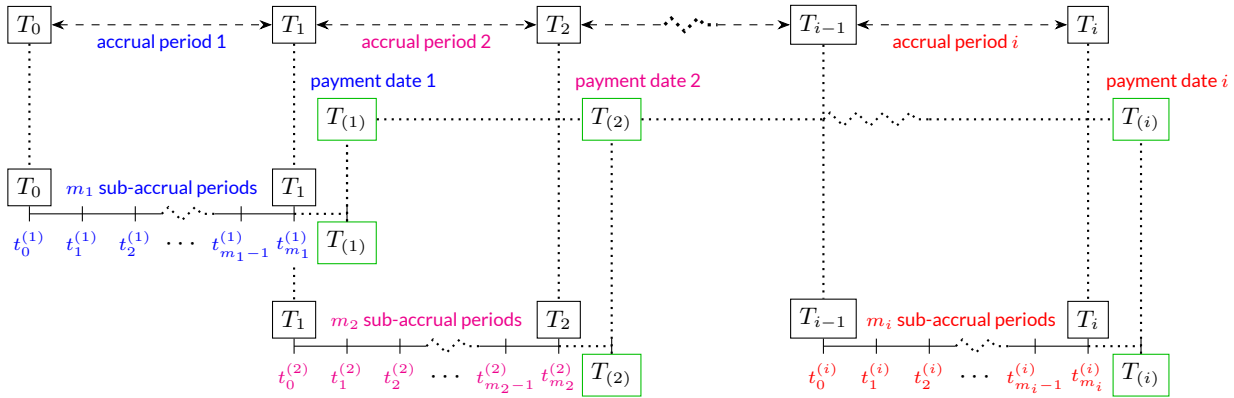 T_0 T_1 T_2 T_{i−1} T_i
accrual period 1 accrual period 2 accrual period i
payment date 1 payment date 2 payment date i
T_{(1)} T_{(2)} T_{(i)}
T_0 m_1 sub-accrual periods T_1
t_0^{(1)} t_1^{(1)} t_2^{(1)} ⋯ t_{m_1−1}^{(1)} t_{m_1}^{(1)} T_{(1)}
T_1 m_2 sub-accrual periods T_2 T_{i−1} m_i sub-accrual periods T_i
t_0^{(2)} t_1^{(2)} t_2^{(2)} ⋯ t_{m_2−1}^{(2)} t_{m_2}^{(2)} T_{(2)} t_0^{(i)} t_1^{(i)} t_2^{(i)} ⋯ t_{m_i−1}^{(i)} t_{m_i}^{(i)} T_{(i)}